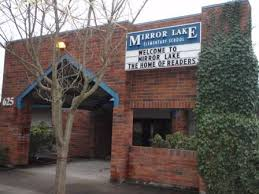 MIRROR LAKE
ELEMENTARY SCHOOL
WELCOME TO
MIRROR LAKE
THE HOME OF READERS
625